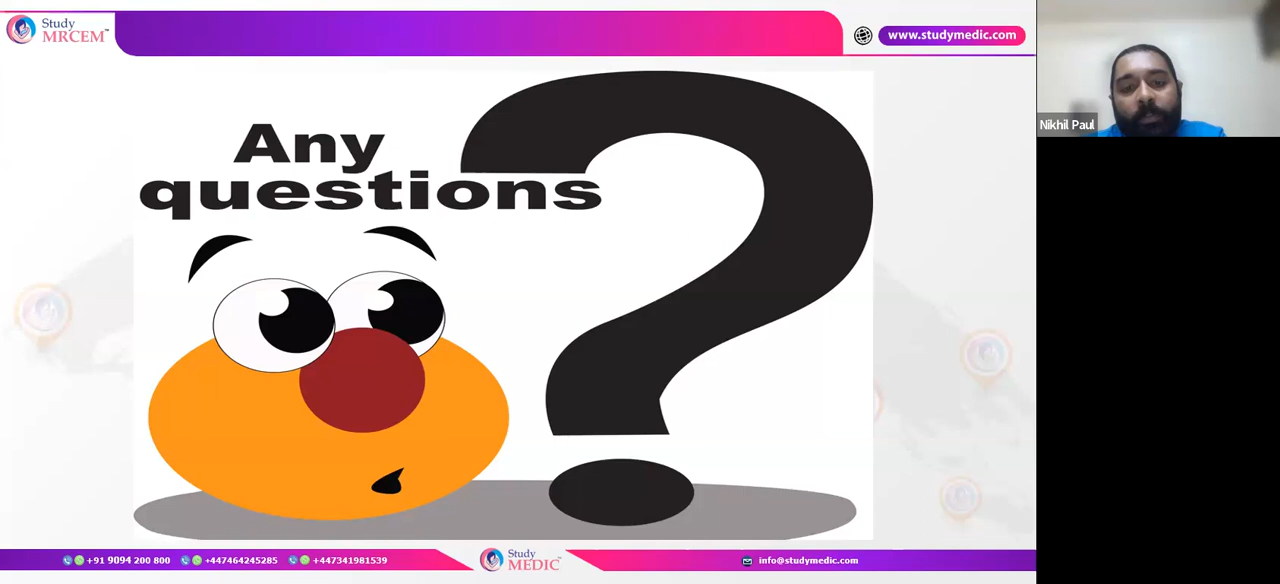 Study
MRCEM™
www.studymedic.com
Nikhil Paul
Any
questions
?
+91 9094 200 800
+447464245285
+447341981539
Study
MEDIC
info@studymedic.com